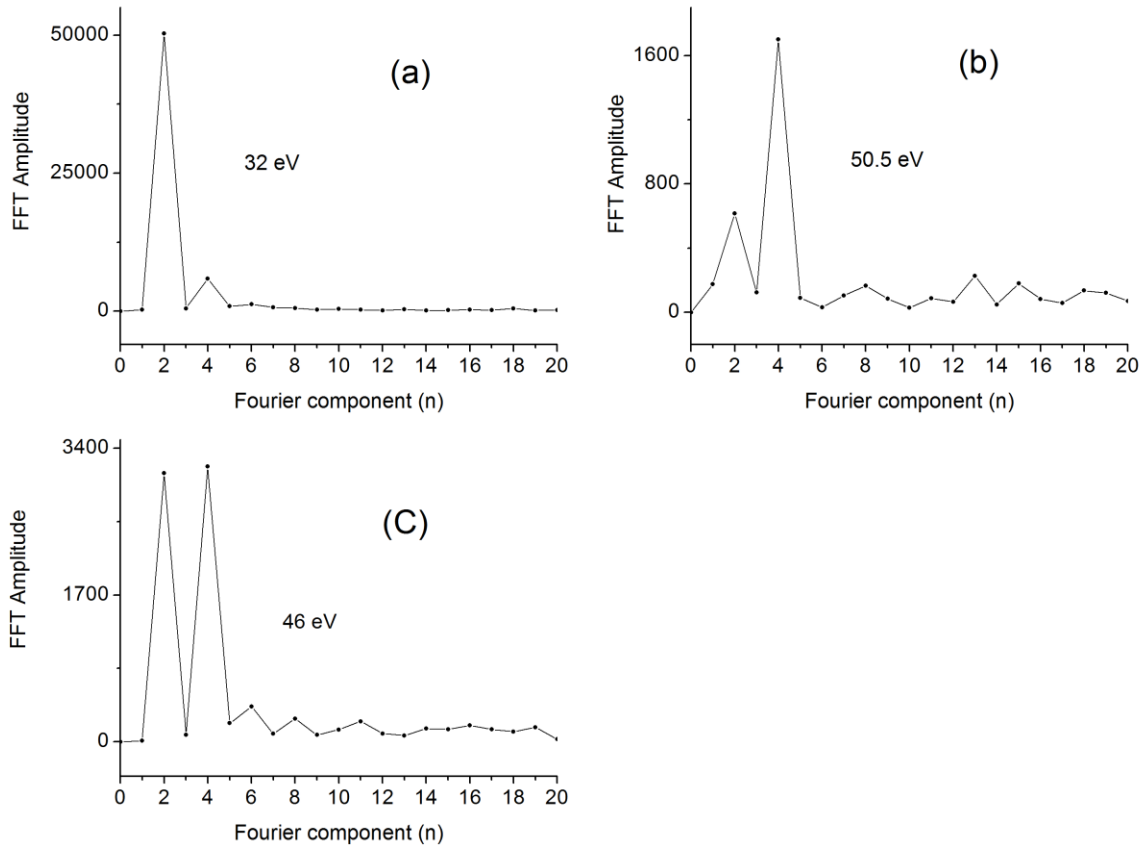 (a)
32 eV
FFT Amplitude
50000
25000
0
0 2 4 6 8 10 12 14 16 18 20
Fourier component (n)
(b)
50.5 eV
FFT Amplitude
1600
800
0
0 2 4 6 8 10 12 14 16 18 20
Fourier component (n)
(C)
46 eV
FFT Amplitude
3400
1700
0
0 2 4 6 8 10 12 14 16 18 20
Fourier component (n)